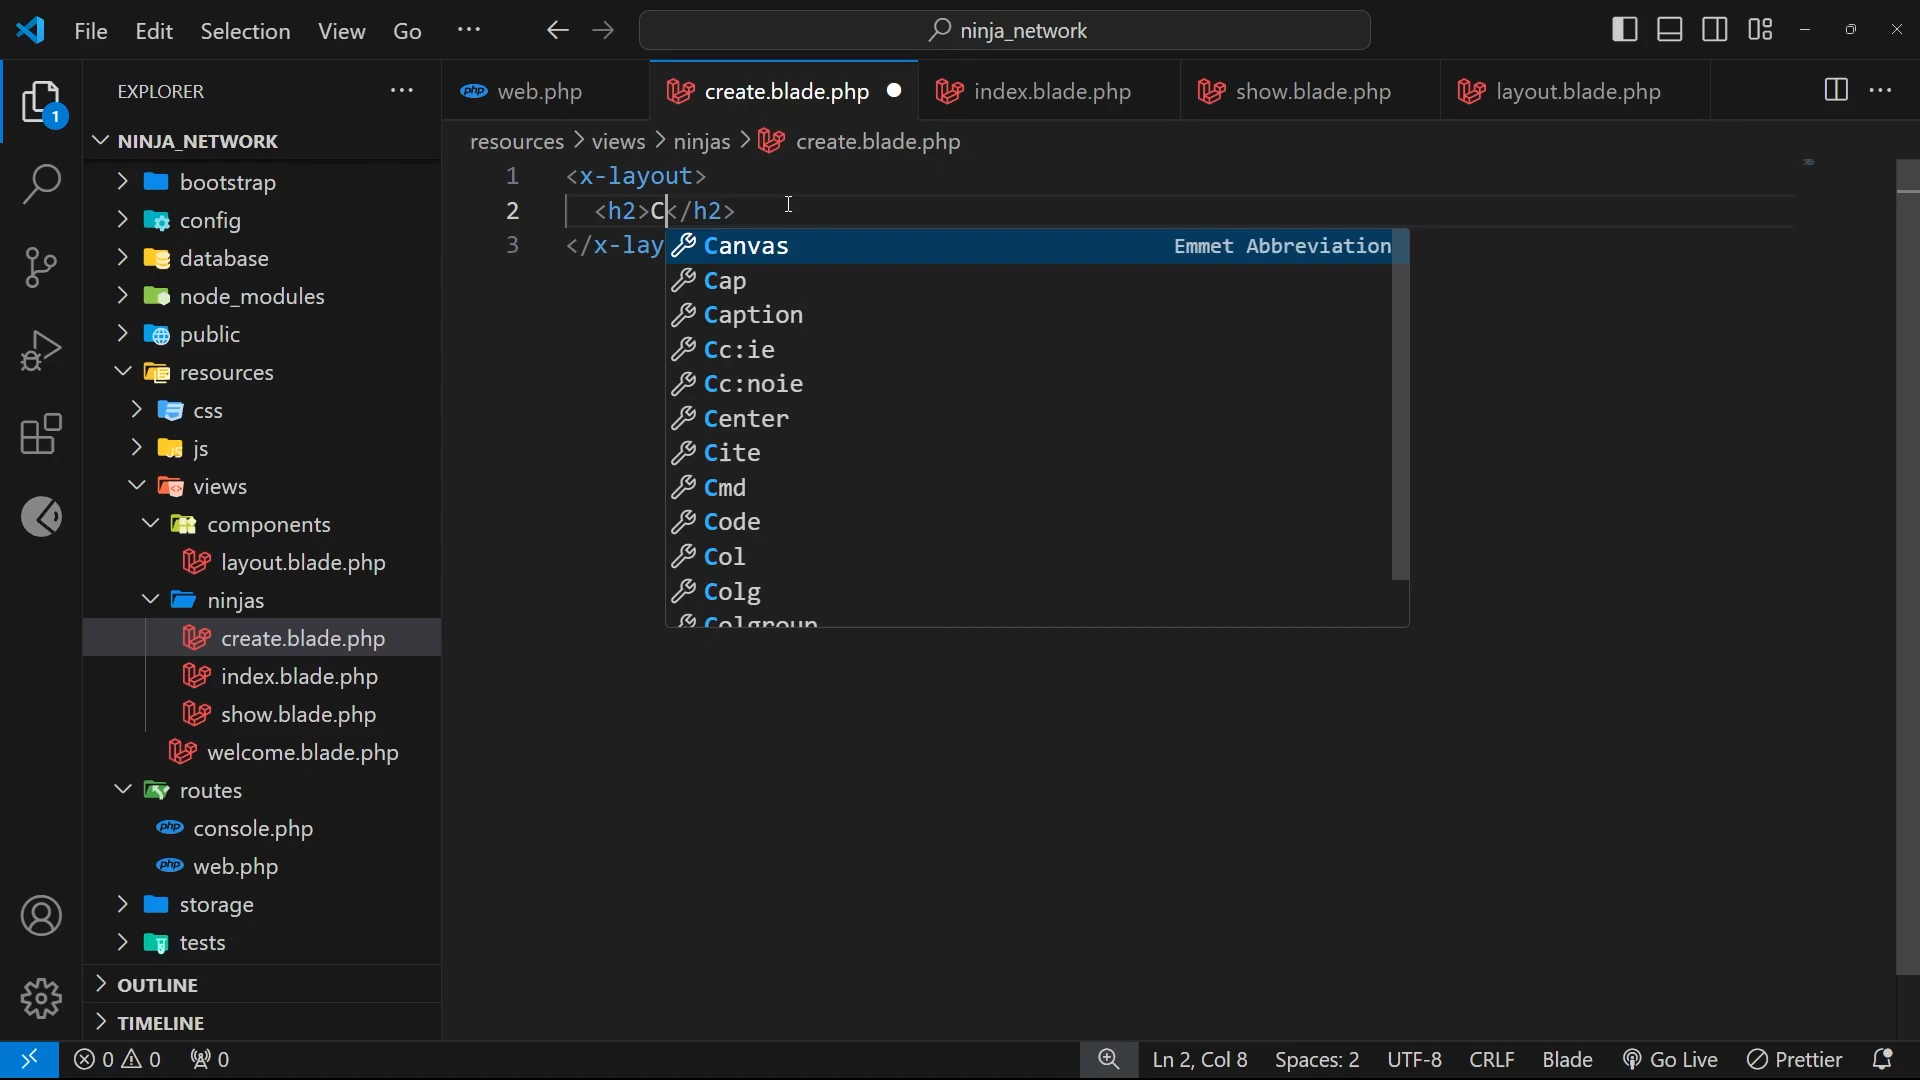 File Edit Selection View Go ninja_network
EXPLORER
1
NINJA_NETWORK
bootstrap
config
database
node_modules
public
resources
css
js
views
components
layout.blade.php
ninjas
create.blade.php
index.blade.php
show.blade.php
welcome.blade.php
routes
console.php
web.php
storage
tests
OUTLINE
TIMELINE
web.php create.blade.php index.blade.php show.blade.php layout.blade.php
resources > views > ninjas > create.blade.php
1 <x-layout>
2 <h2>C</h2>
3 </x-lay
Canvas Emmet Abbreviation
Cap
Caption
Cc:ie
Cc:noie
Center
Cite
Cmd
Code
Col
Colg
Colgroup
0 0 0 Ln 2, Col 8 Spaces: 2 UTF-8 CRLF Blade Go Live Prettier